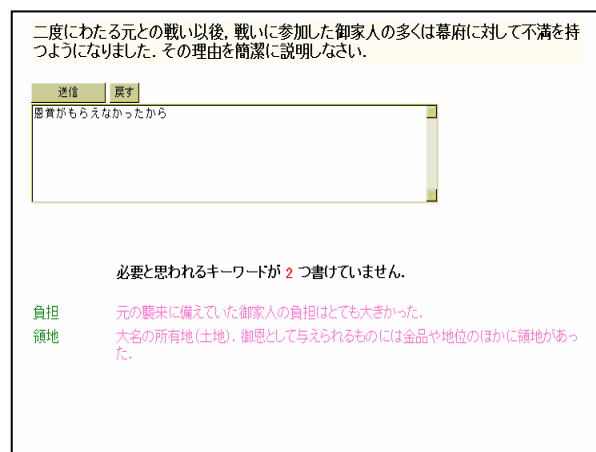 二度にわたる元との戦い以後，戦いに参加した御家人の多くは幕府に対して不満を持
つようになりました．その理由を簡潔に説明しなさい．
送信 戻す
恩賞がもらえなかったから
必要と思われるキーワードが 2 つ書けていません．
負担 元の襲来に備えていた御家人の負担はとても大きかった．
領地 大名の所有地(土地)．御恩として与えられるものには金品や地位のほかに領地があっ
た．